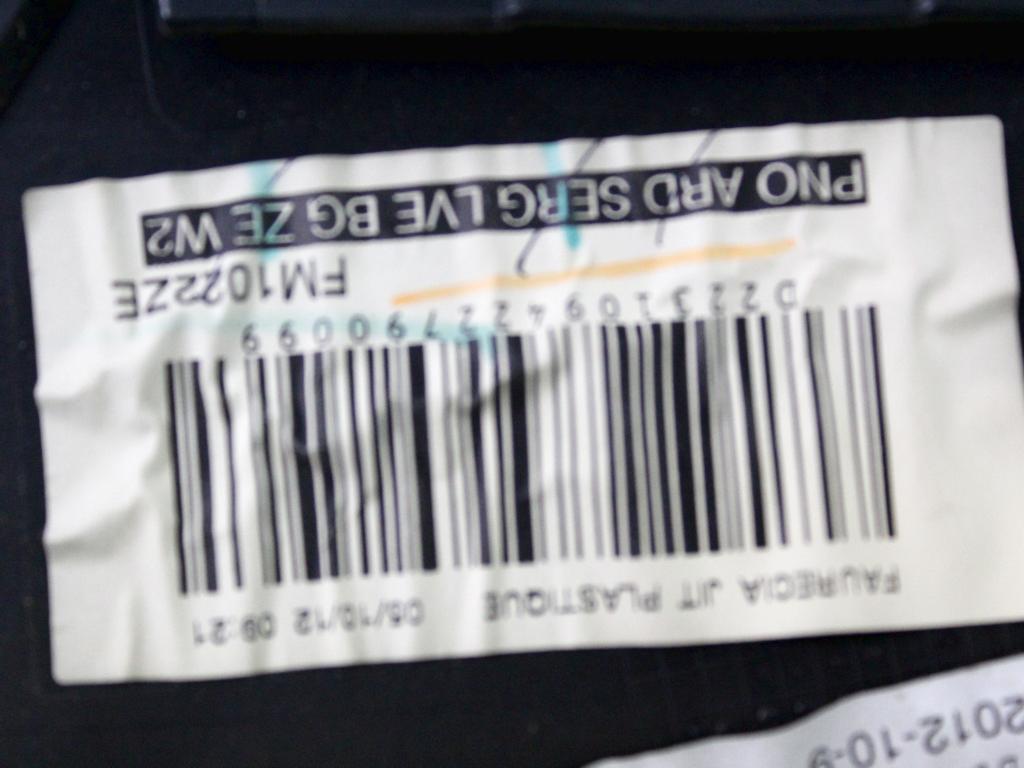 2012-10-9
FAURECIA JIT PLASTIQUE 05/10/12 09:21
D223109422790099
FM1022ZE
PNO ARD SERG LVE BG ZE W2